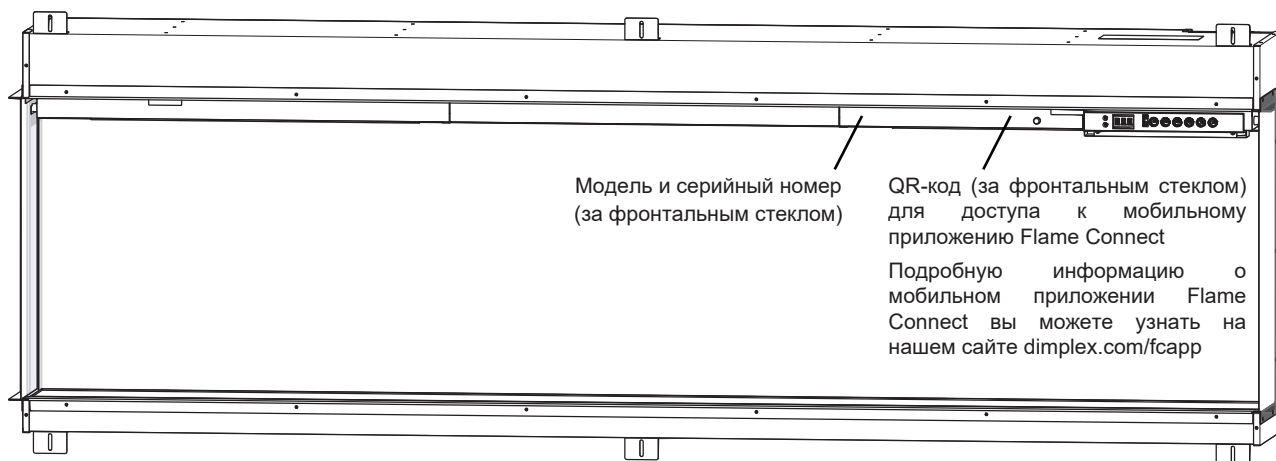 Модель и серийный номер
(за фронтальным стеклом)
QR-код (за фронтальным стеклом)
для доступа к мобильному
приложению Flame Connect
Подробную информацию о
мобильном приложении Flame
Connect вы можете узнать на
нашем сайте dimplex.com/fcapp